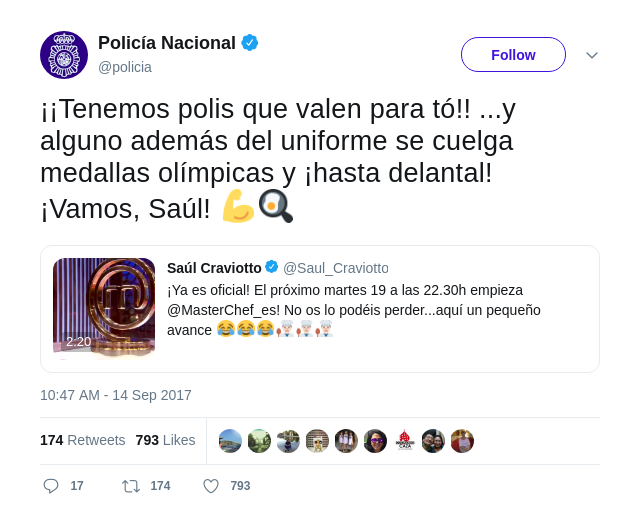 Policía Nacional
@policia
Follow
¡¡Tenemos polis que valen para tó!! ...y
alguno además del uniforme se cuelga
medallas olímpicas y ¡hasta delantal!
¡Vamos, Saúl! 💪🍳
Saúl Craviotto @Saul_Craviotto
¡Ya es oficial! El próximo martes 19 a las 22.30h empieza
@MasterChef_es! No os lo podéis perder...aquí un pequeño
avance 😂😂😂👨🏻‍🍳👨🏻‍🍳👨🏻‍🍳
2:20
10:47 AM - 14 Sep 2017
174 Retweets 793 Likes
CAZA
17 174 793